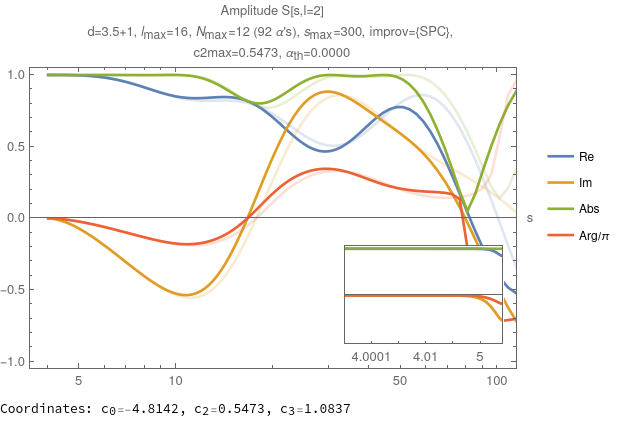 Amplitude S[s,l=2]
d=3.5+1, lmax=16, Nmax=12 (92 α's), smax=300, improv={SPC},
c2max=0.5473, αth=0.0000
1.0
0.5
0.0
−0.5
−1.0
5
10
50
100
s
4.0001
4.01
5
Re
Im
Abs
Arg/π
Coordinates: c0=-4.8142, c2=0.5473, c3=1.0837